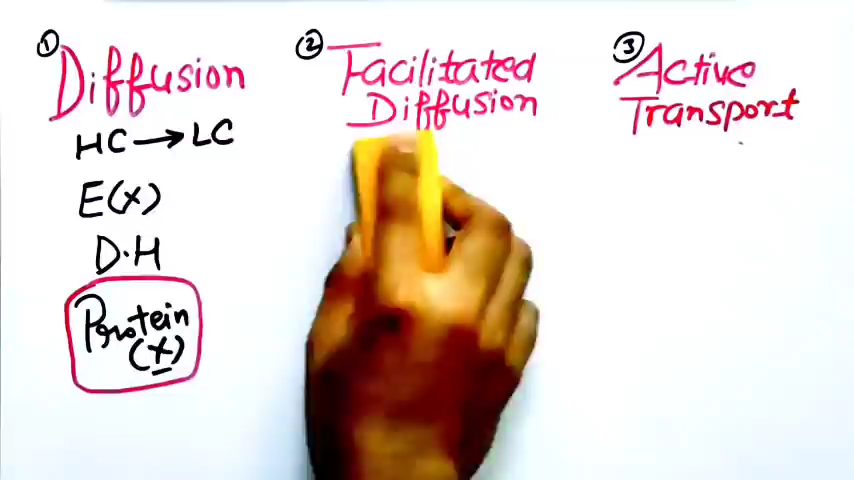 ① Diffusion
HC → LC
E(x)
D.H
Protein
(x)
② Facilitated
Diffusion
③ Active
Transport